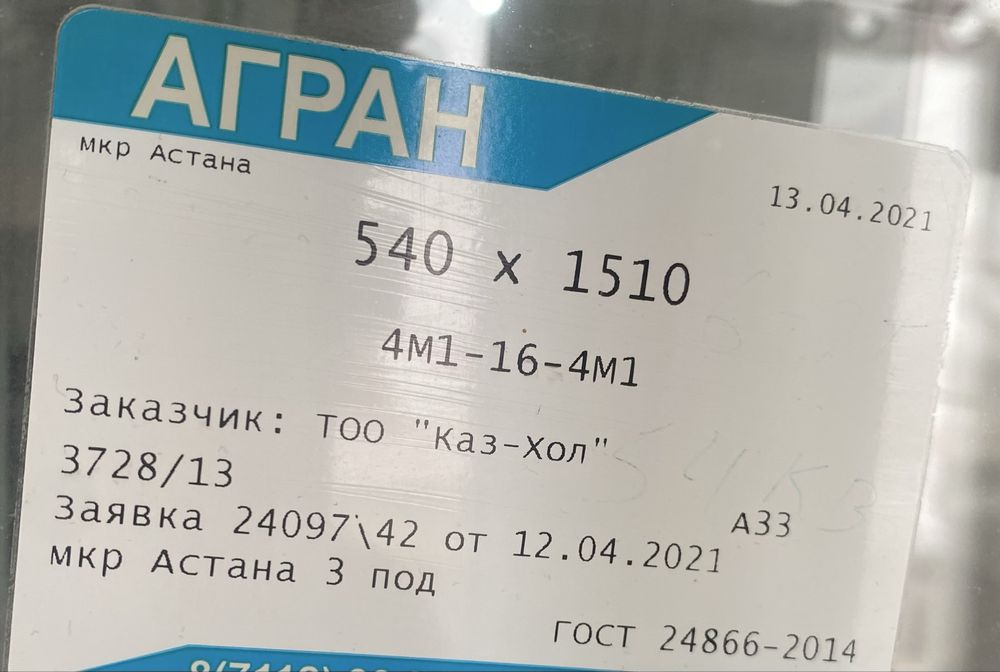 АГРАН
мкр Астана
13.04.2021
540 x 1510
4М1-16-4М1
Заказчик: ТОО "Каз-Хол"
3728/13
А33
Заявка 24097\42 от 12.04.2021
мкр Астана 3 под
ГОСТ 24866-2014